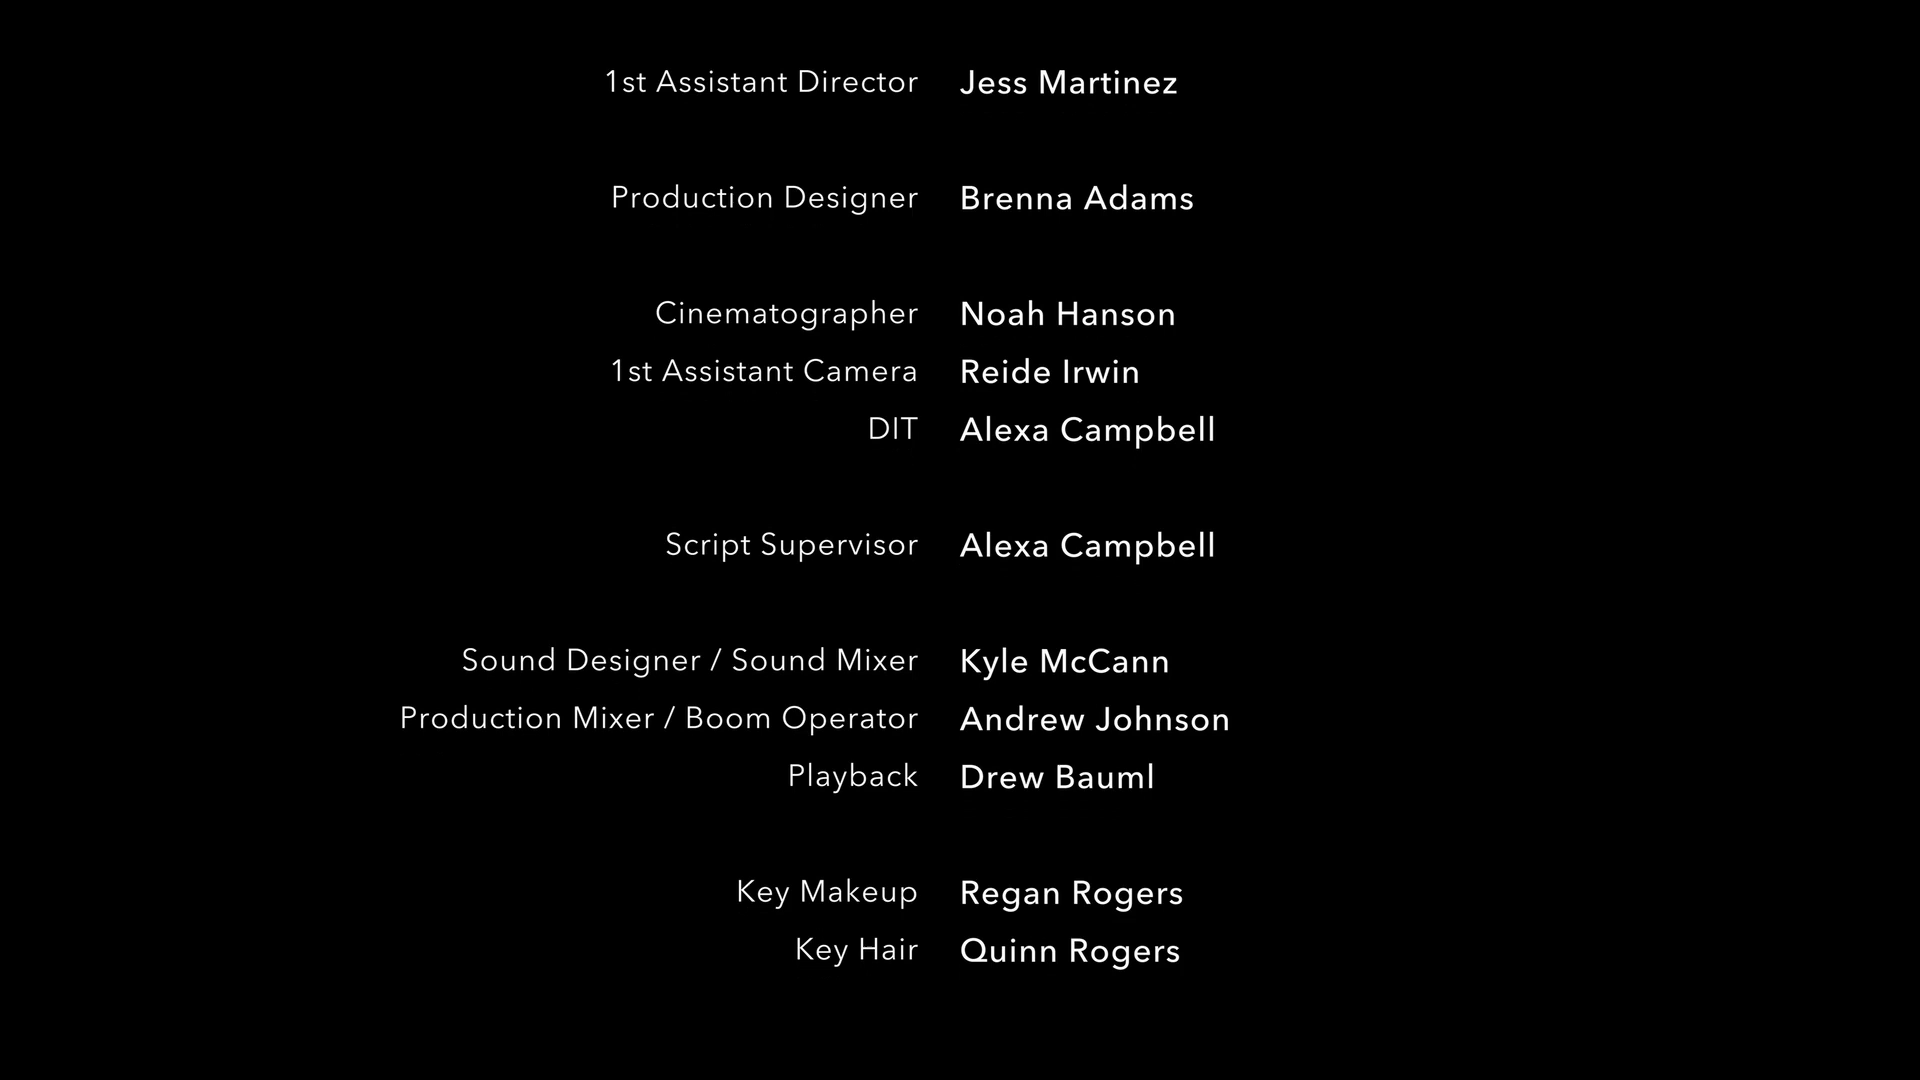 1st Assistant Director Jess Martinez
Production Designer Brenna Adams
Cinematographer Noah Hanson
1st Assistant Camera Reide Irwin
DIT Alexa Campbell
Script Supervisor Alexa Campbell
Sound Designer / Sound Mixer Kyle McCann
Production Mixer / Boom Operator Andrew Johnson
Playback Drew Bauml
Key Makeup Regan Rogers
Key Hair Quinn Rogers